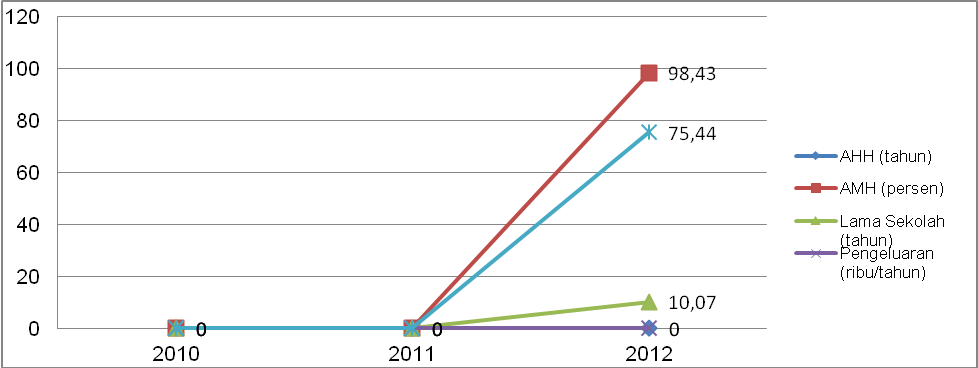 120
100
98,43
80
75,44
60
40
20
10,07
0
0
0
0
2010
2011
2012
AHH (tahun)
AMH (persen)
Lama Sekolah
(tahun)
Pengeluaran
(ribu/tahun)